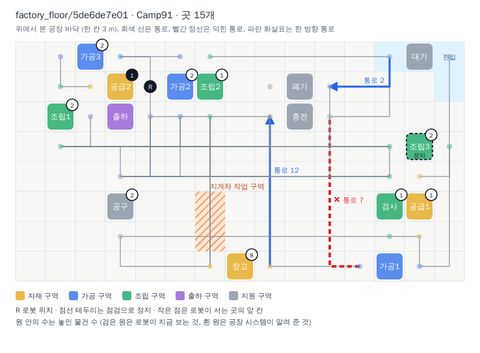 factory_floor/5de6de7e01 · Camp91 · 곳 15개
위에서 본 공장 바닥 (한 칸 3 m). 회색 선은 통로, 빨간 점선은 막힌 통로, 파란 화살표는 한 방향 통로
가공3
2
대기
진입
공급2
1
R
가공2
2
조립2
1
폐기
통로 2
조립1
2
출하
충전
조립3
2
통로 12
지게차 작업 구역
공구
2
✕ 통로 7
검사
1
공급1
1
창고
8
가공1
자재 구역
가공 구역
조립 구역
출하 구역
지원 구역
R 로봇 위치 · 점선 테두리는 점검으로 정지 · 작은 점은 로봇이 서는 곳의 앞 칸
원 안의 수는 놓인 물건 수 (검은 원은 로봇이 지금 보는 것, 흰 원은 공장 시스템이 알려 준 것)